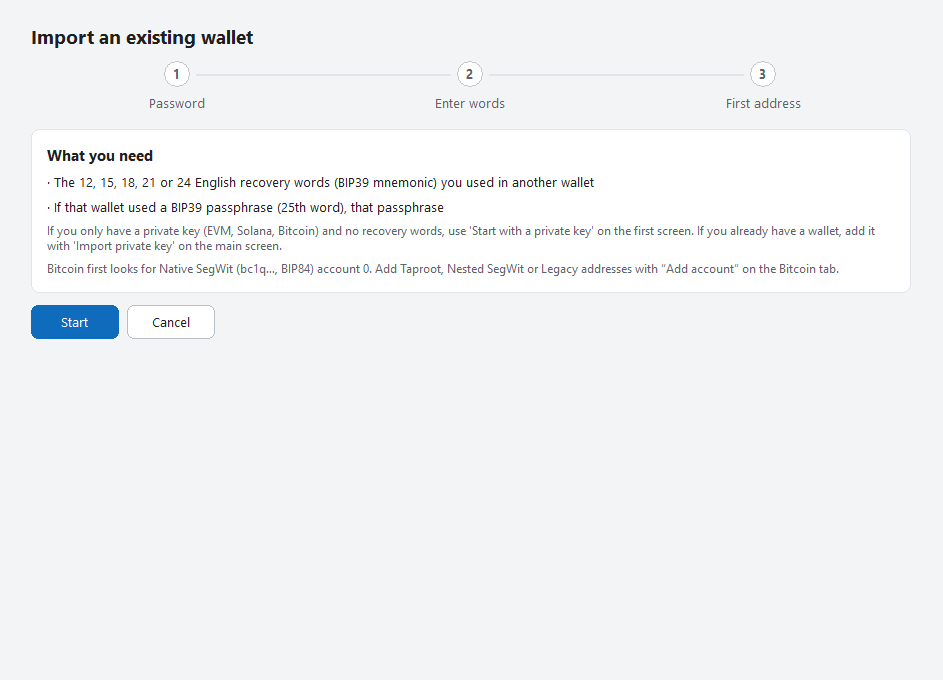 Import an existing wallet
1
2
3
Password
Enter words
First address
What you need
· The 12, 15, 18, 21 or 24 English recovery words (BIP39 mnemonic) you used in another wallet
· If that wallet used a BIP39 passphrase (25th word), that passphrase
If you only have a private key (EVM, Solana, Bitcoin) and no recovery words, use 'Start with a private key' on the first screen. If you already have a wallet, add it
with 'Import private key' on the main screen.
Bitcoin first looks for Native SegWit (bc1q..., BIP84) account 0. Add Taproot, Nested SegWit or Legacy addresses with “Add account” on the Bitcoin tab.
Start
Cancel